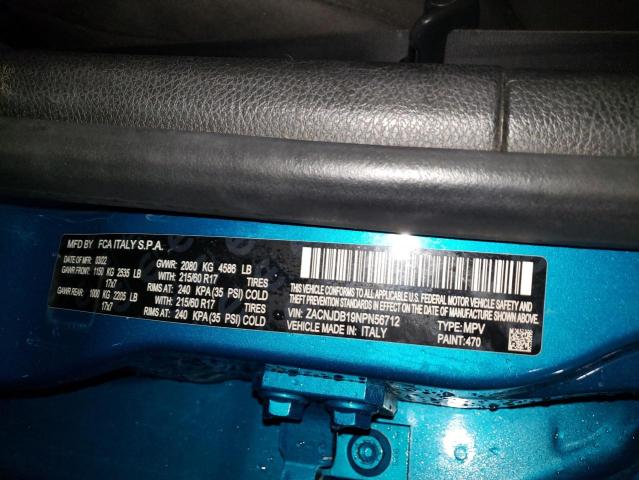 MFD BY FCA ITALY S.P.A.
DATE OF MFR: 03/22 GVWR: 2080 KG 4586 LB
GAWR FRONT: 1150 KG 2535 LB WITH: 215/60 R17 TIRES
17x7 RIMS AT: 240 KPA(35 PSI) COLD
GAWR REAR: 1000 KG 2205 LB WITH: 215/60 R17 TIRES
17x7 RIMS AT: 240 KPA(35 PSI) COLD
THIS VEHICLE CONFORMS TO ALL APPLICABLE U.S. FEDERAL MOTOR VEHICLE
SAFETY, BUMPER, AND THEFT PREVENTION STANDARDS IN
EFFECT ON THE DATE OF MANUFACTURE SHOWN ABOVE.
VIN: ZACNJDB19NPN56712 TYPE: MPV
VEHICLE MADE IN: ITALY PAINT: 470